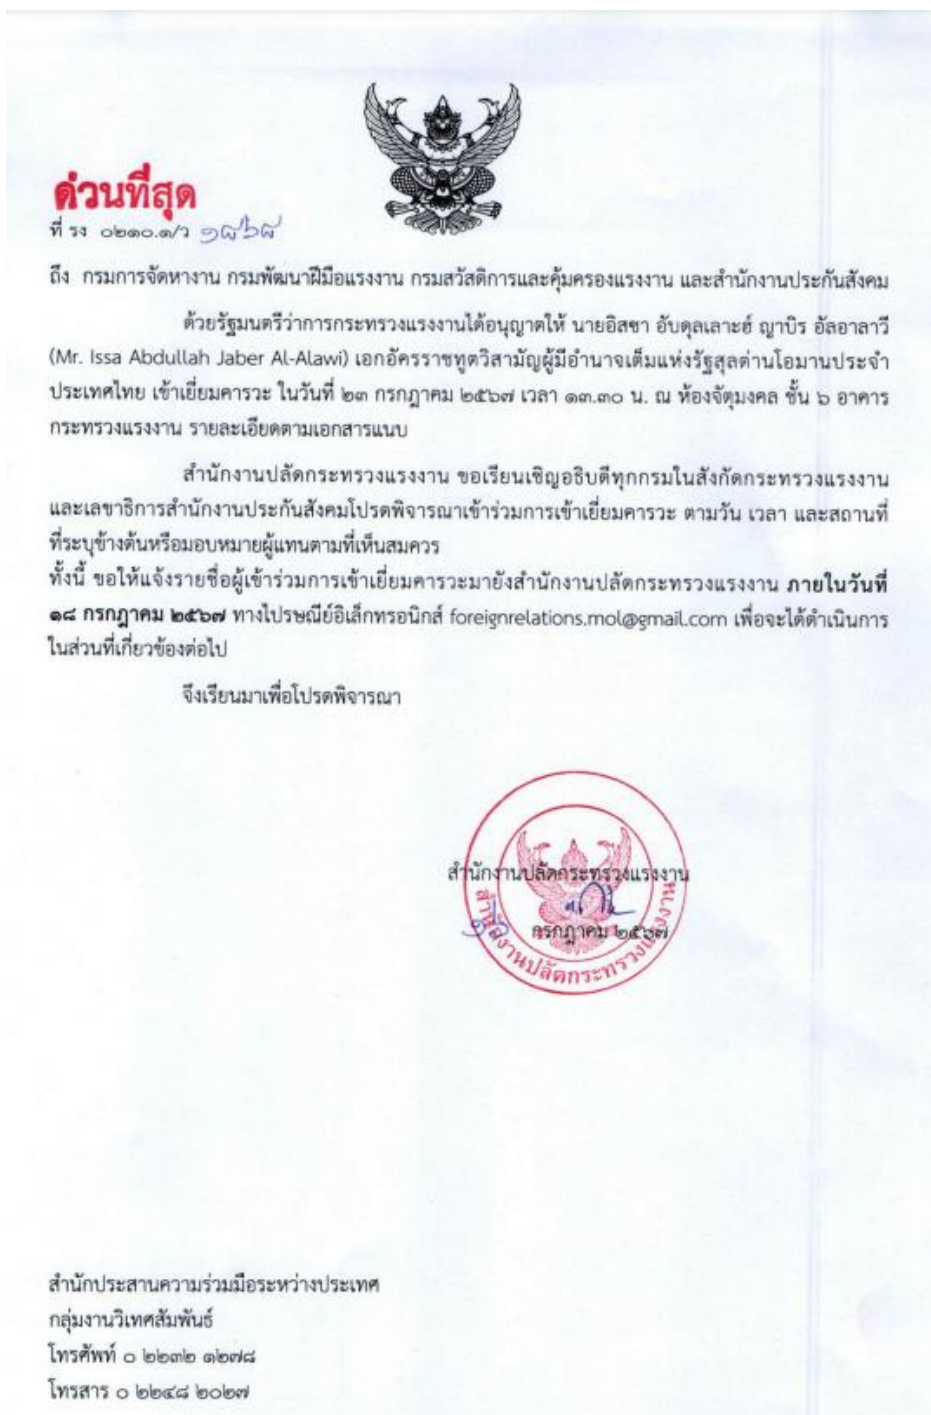 ด่วนที่สุด
ที่ รง ๐๒๑๐.๑/ว ๑๘๖๘
ถึง กรมการจัดหางาน กรมพัฒนาฝีมือแรงงาน กรมสวัสดิการและคุ้มครองแรงงาน และสำนักงานประกันสังคม
ด้วยรัฐมนตรีว่าการกระทรวงแรงงานได้อนุญาตให้ นายอิสซา อับดุลเลาะฮ์ ญาบิร อัลอาลาวี
(Mr. Issa Abdullah Jaber Al-Alawi) เอกอัครราชทูตวิสามัญผู้มีอำนาจเต็มแห่งรัฐสุลต่านโอมานประจำ
ประเทศไทย เข้าเยี่ยมคารวะ ในวันที่ ๒๓ กรกฎาคม ๒๕๖๗ เวลา ๑๓.๓๐ น. ณ ห้องจัตุมงคล ชั้น ๖ อาคาร
กระทรวงแรงงาน รายละเอียดตามเอกสารแนบ
สำนักงานปลัดกระทรวงแรงงาน ขอเรียนเชิญอธิบดีทุกกรมในสังกัดกระทรวงแรงงาน
และเลขาธิการสำนักงานประกันสังคมโปรดพิจารณาเข้าร่วมการเข้าเยี่ยมคารวะ ตามวัน เวลา และสถานที่
ที่ระบุข้างต้นหรือมอบหมายผู้แทนตามที่เห็นสมควร
ทั้งนี้ ขอให้แจ้งรายชื่อผู้เข้าร่วมการเข้าเยี่ยมคารวะมายังสำนักงานปลัดกระทรวงแรงงาน ภายในวันที่
๑๘ กรกฎาคม ๒๕๖๗ ทางไปรษณีย์อิเล็กทรอนิกส์ foreignrelations.mol@gmail.com เพื่อจะได้ดำเนินการ
ในส่วนที่เกี่ยวข้องต่อไป
จึงเรียนมาเพื่อโปรดพิจารณา
สำนักงานปลัดกระทรวงแรงงาน
กรกฎาคม ๒๕๖๗
สำนักงานปลัดกระทรวงแรงงาน
สำนักประสานความร่วมมือระหว่างประเทศ
กลุ่มงานวิเทศสัมพันธ์
โทรศัพท์ ๐ ๒๒๓๒ ๑๒๗๘
โทรสาร ๐ ๒๒๔๘ ๒๐๒๗